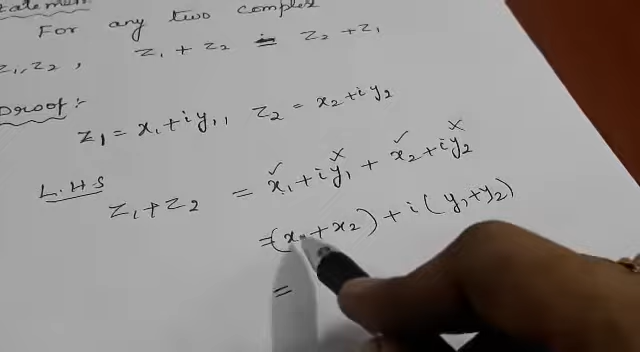 Statement
For any two complex
z1, z2, z1 + z2 = z2 + z1
Proof:-
z1 = x1 + iy1, z2 = x2 + iy2
L.H.S
z1 + z2 = x1 + iy1 + x2 + iy2
= (x1 + x2) + i(y1 + y2)
=